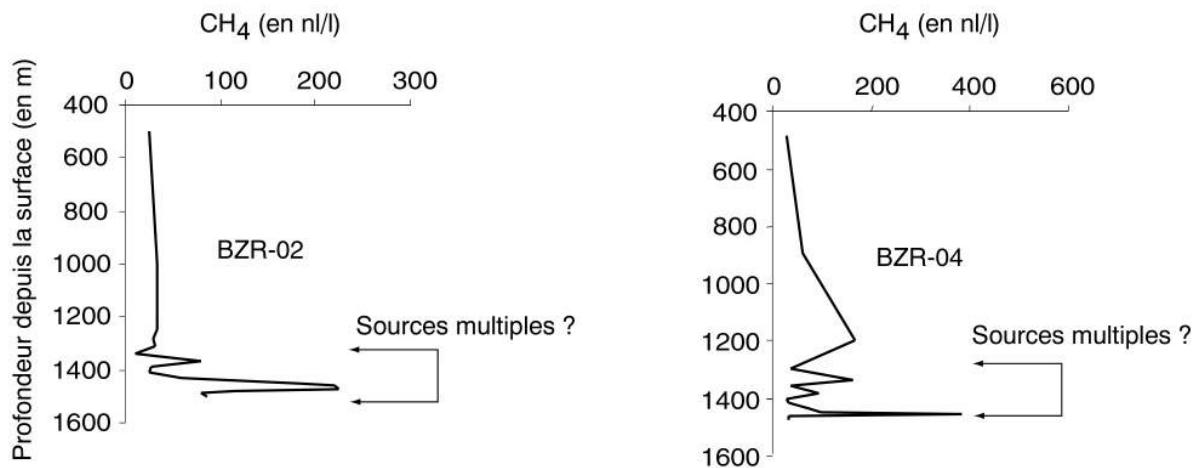 CH4 (en nl/l)
0 100 200 300
Profondeur depuis la surface (en m)
400
600
800
1000
1200
1400
1600
BZR-02
Sources multiples ?
CH4 (en nl/l)
0 200 400 600
400
600
800
1000
1200
1400
1600
BZR-04
Sources multiples ?